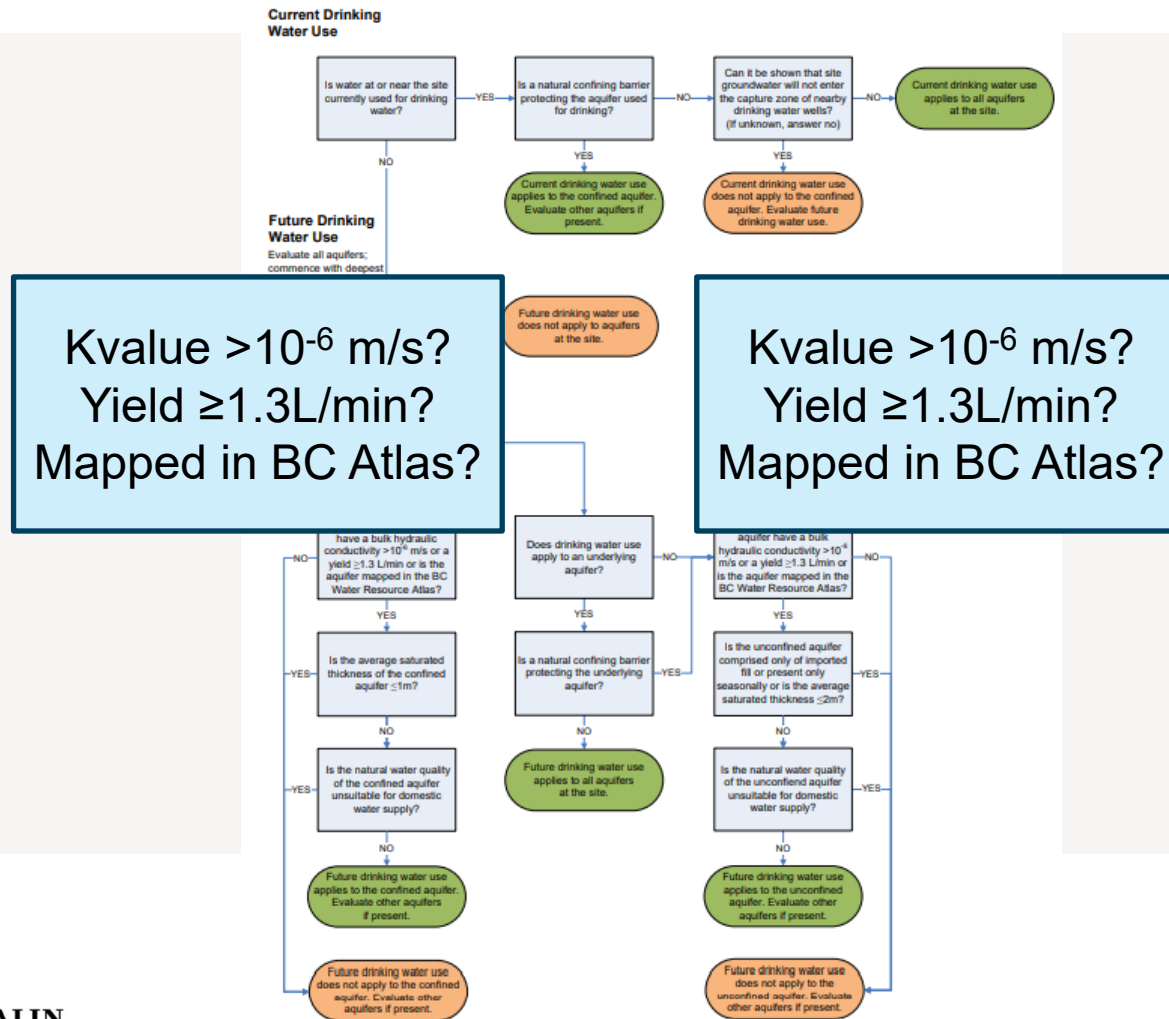 Current Drinking
Water Use
Is water at or near the site
currently used for drinking
water?
YES
Is a natural confining barrier
protecting the aquifer used
for drinking?
NO
Can it be shown that site
groundwater will not enter
the capture zone of nearby
drinking water wells?
(If unknown, answer no)
NO
Current drinking water use
applies to all aquifers
at the site.
NO
YES
YES
Current drinking water use
applies to the confined aquifer.
Evaluate other aquifers if
present.
Current drinking water use
does not apply to the confined
aquifer. Evaluate future
drinking water use.
Future Drinking
Water Use
Evaluate all aquifers;
commence with deepest
Future drinking water use
does not apply to aquifers
at the site.
Kvalue >10⁻⁶ m/s?
Yield ≥1.3L/min?
Mapped in BC Atlas?
Kvalue >10⁻⁶ m/s?
Yield ≥1.3L/min?
Mapped in BC Atlas?
NO
have a bulk hydraulic
conductivity >10⁻⁶ m/s or a
yield ≥1.3 L/min or is the
aquifer mapped in the BC
Water Resource Atlas?
Does drinking water use
apply to an underlying
aquifer?
NO
aquifer have a bulk
hydraulic conductivity >10⁻⁶
m/s or a yield ≥1.3 L/min or
is the aquifer mapped in the
BC Water Resource Atlas?
NO
YES
YES
YES
YES
Is the average saturated
thickness of the confined
aquifer ≤1m?
Is a natural confining barrier
protecting the underlying
aquifer?
YES
Is the unconfined aquifer
comprised only of imported
fill or present only
seasonally or is the average
saturated thickness ≤2m?
YES
NO
NO
NO
YES
Is the natural water quality
of the confined aquifer
unsuitable for domestic
water supply?
Future drinking water use
applies to all aquifers
at the site.
Is the natural water quality
of the unconfiend aquifer
unsuitable for domestic
water supply?
YES
NO
NO
Future drinking water use
applies to the confined aquifer.
Evaluate other aquifers
if present.
Future drinking water use
applies to the unconfined
aquifer. Evaluate other
aquifers if present.
Future drinking water use
does not apply to the confined
aquifer. Evaluate other
aquifers if present.
Future drinking water use
does not apply to the
unconfined aquifer. Evaluate
other aquifers if present.